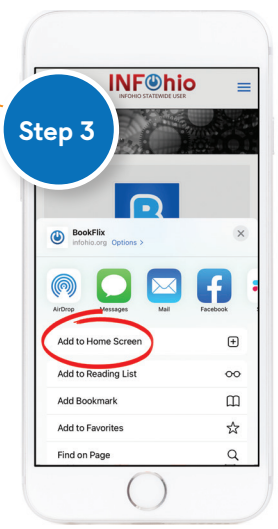 INFOhio
INFOHIO STATEWIDE USER
Step 3
B
BookFlix
infohio.org Options >
AirDrop
Messages
Mail
Facebook
Add to Home Screen
Add to Reading List
Add Bookmark
Add to Favorites
Find on Page